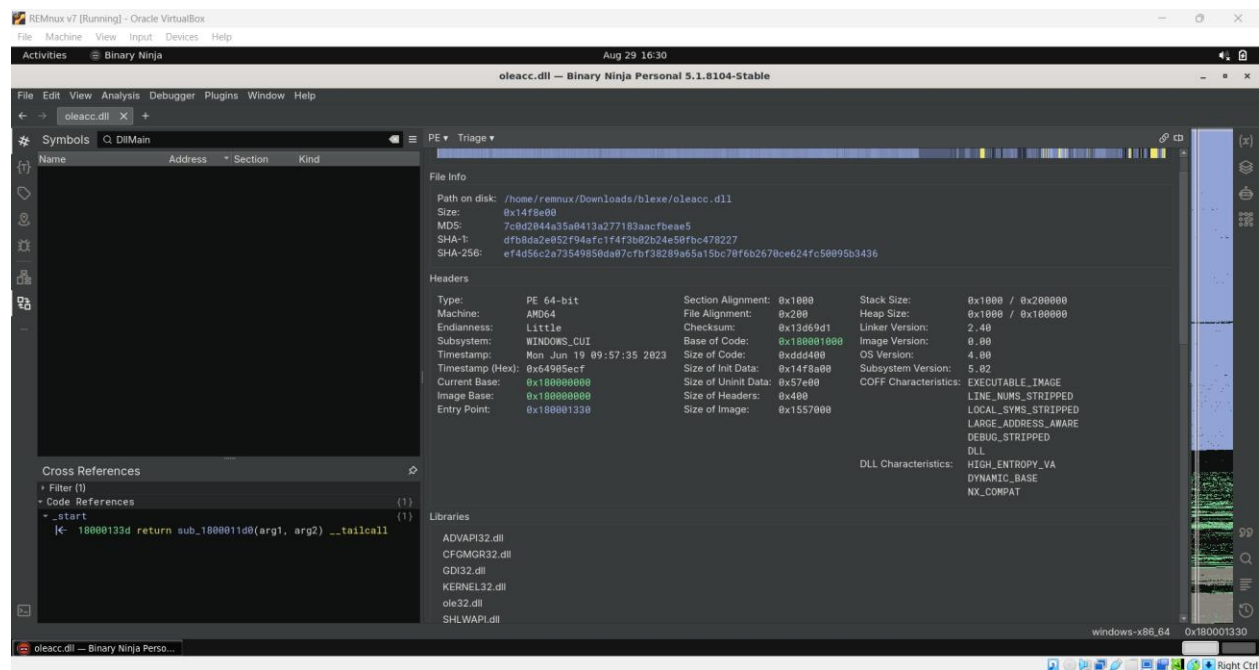 REMnux v7 [Running] - Oracle VirtualBox
File Machine View Input Devices Help
Activities Binary Ninja Aug 29 16:30
oleacc.dll — Binary Ninja Personal 5.1.8104-Stable
File Edit View Analysis Debugger Plugins Window Help
oleacc.dll
Symbols DllMain
Name Address Section Kind
PE Triage
File Info
Path on disk: /home/remnux/Downloads/blexe/oleacc.dll
Size: 0x14f8e00
MD5: 7c0d2044a35a0413a277183aacfbeae5
SHA-1: dfb8da2e052f94afc1f4f3b02b24e50fbc478227
SHA-256: ef4d56c2a73549850da07cfbf38289a65a15bc70f6b2670ce624fc50095b3436
Headers
Type: PE 64-bit Section Alignment: 0x1000 Stack Size: 0x1000 / 0x200000
Machine: AMD64 File Alignment: 0x200 Heap Size: 0x1000 / 0x100000
Endianness: Little Checksum: 0x13d69d1 Linker Version: 2.40
Subsystem: WINDOWS_CUI Base of Code: 0x180001000 Image Version: 0.00
Timestamp: Mon Jun 19 09:57:35 2023 Size of Code: 0xddd400 OS Version: 4.00
Timestamp (Hex): 0x64905ecf Size of Init Data: 0x14f8a00 Subsystem Version: 5.02
Current Base: 0x180000000 Size of Uninit Data: 0x57e00 COFF Characteristics: EXECUTABLE_IMAGE
Image Base: 0x180000000 Size of Headers: 0x400 LINE_NUMS_STRIPPED
Entry Point: 0x180001330 Size of Image: 0x1557000 LOCAL_SYMS_STRIPPED
LARGE_ADDRESS_AWARE
DEBUG_STRIPPED
DLL
DLL Characteristics: HIGH_ENTROPY_VA
DYNAMIC_BASE
NX_COMPAT
Cross References
Filter (1)
Code References {1}
_start {1}
18000133d return sub_1800011d0(arg1, arg2) __tailcall
Libraries
ADVAPI32.dll
CFGMGR32.dll
GDI32.dll
KERNEL32.dll
ole32.dll
SHLWAPI.dll
windows-x86_64 0x180001330
oleacc.dll — Binary Ninja Perso...
Right Ctrl